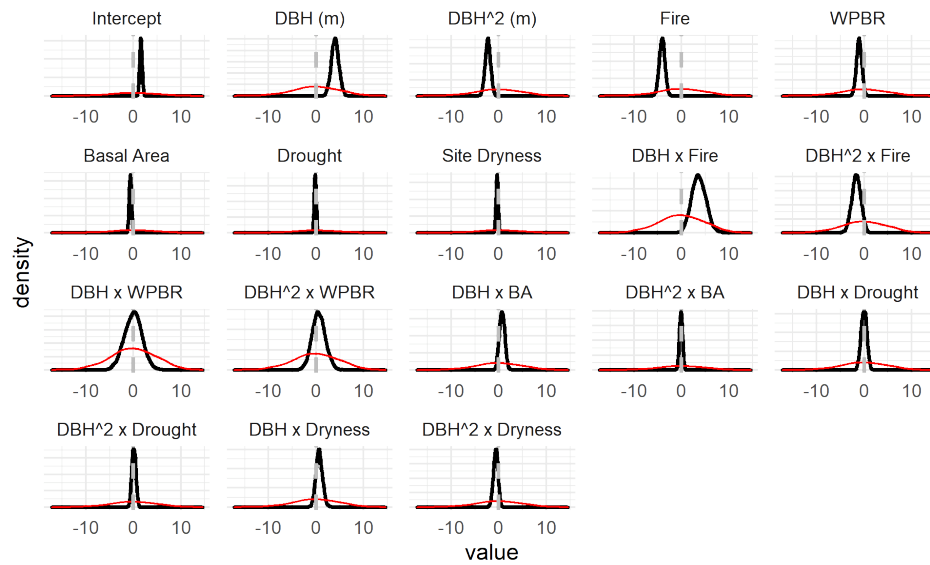 Intercept DBH (m) DBH^2 (m) Fire WPBR
-10 0 10 -10 0 10 -10 0 10 -10 0 10 -10 0 10
Basal Area Drought Site Dryness DBH x Fire DBH^2 x Fire
-10 0 10 -10 0 10 -10 0 10 -10 0 10 -10 0 10
density
DBH x WPBR DBH^2 x WPBR DBH x BA DBH^2 x BA DBH x Drought
-10 0 10 -10 0 10 -10 0 10 -10 0 10 -10 0 10
DBH^2 x Drought DBH x Dryness DBH^2 x Dryness
-10 0 10 -10 0 10 -10 0 10
value